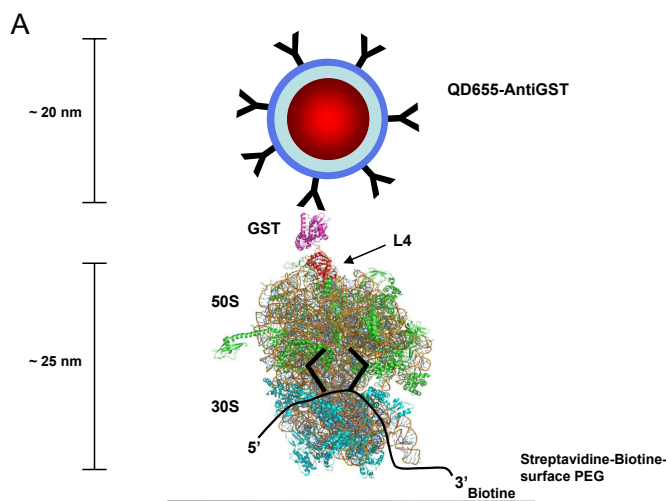 A
~ 20 nm
QD655-AntiGST
GST
L4
50S
~ 25 nm
30S
5’
3’
Biotine
Streptavidine-Biotine-
surface PEG